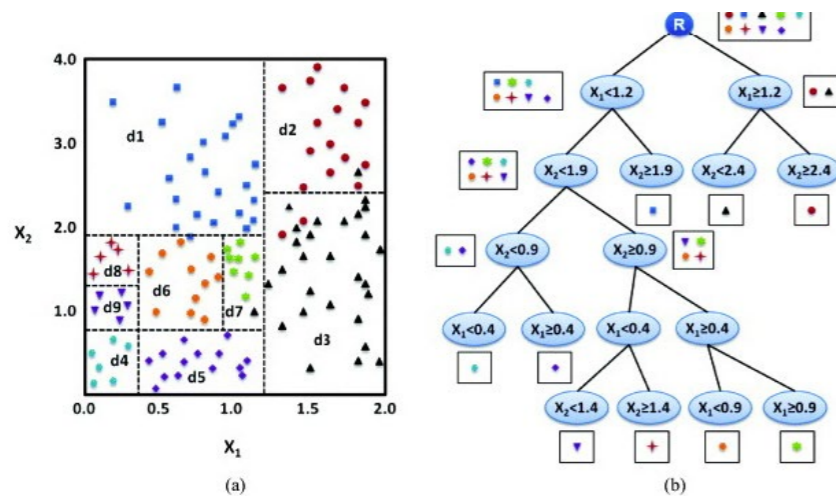 4.0
3.0
X₂
2.0
1.0
0.0
0.5
1.0
1.5
2.0
X₁
d1
d2
d8
d6
d9
d7
d3
d4
d5
(a)
R
X₁<1.2
X₁≥1.2
X₂<1.9
X₂≥1.9
X₂<2.4
X₂≥2.4
X₂<0.9
X₂≥0.9
X₁<0.4
X₁≥0.4
X₁<0.4
X₁≥0.4
X₂<1.4
X₂≥1.4
X₁<0.9
X₁≥0.9
(b)